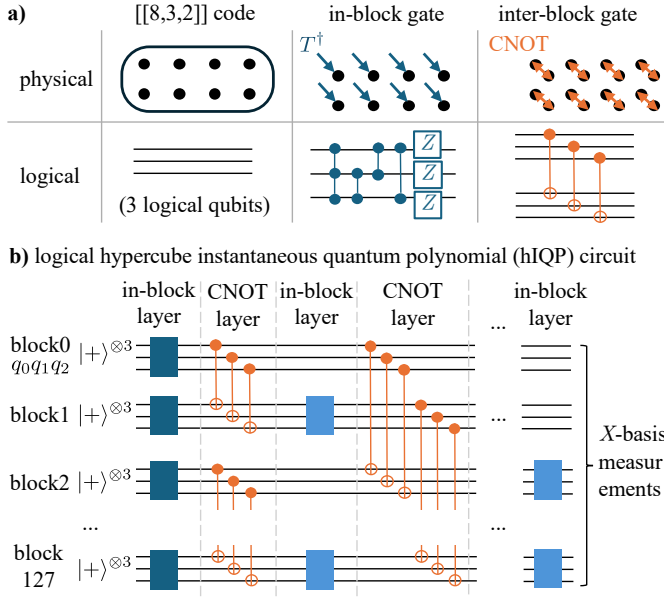 a)
[[8,3,2]] code
in-block gate
inter-block gate
physical
T†
CNOT
logical
(3 logical qubits)
Z
Z
Z
b) logical hypercube instantaneous quantum polynomial (hIQP) circuit
in-block layer
CNOT layer
in-block layer
CNOT layer
...
in-block layer
block0
q₀q₁q₂
|+⟩⊗3
block1 |+⟩⊗3
...
block2 |+⟩⊗3
...
...
block
127 |+⟩⊗3
X-basis
measur
ements